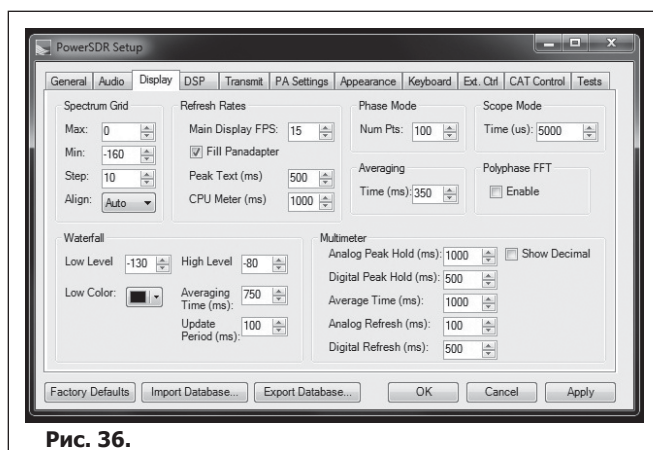 PowerSDR Setup
General Audio Display DSP Transmit PA Settings Appearance Keyboard Ext. Ctrl CAT Control Tests
Spectrum Grid
Max: 0
Min: -160
Step: 10
Align: Auto
Refresh Rates
Main Display FPS: 15
Fill Panadapter
Peak Text (ms) 500
CPU Meter (ms) 1000
Phase Mode
Num Pts: 100
Scope Mode
Time (us): 5000
Averaging
Time (ms): 350
Polyphase FFT
Enable
Waterfall
Low Level -130 High Level -80
Low Color: Averaging
Time (ms): 750
Update
Period (ms): 100
Multimeter
Analog Peak Hold (ms): 1000 Show Decimal
Digital Peak Hold (ms): 500
Average Time (ms): 1000
Analog Refresh (ms): 100
Digital Refresh (ms): 500
Factory Defaults Import Database... Export Database... OK Cancel Apply
Рис. 36.